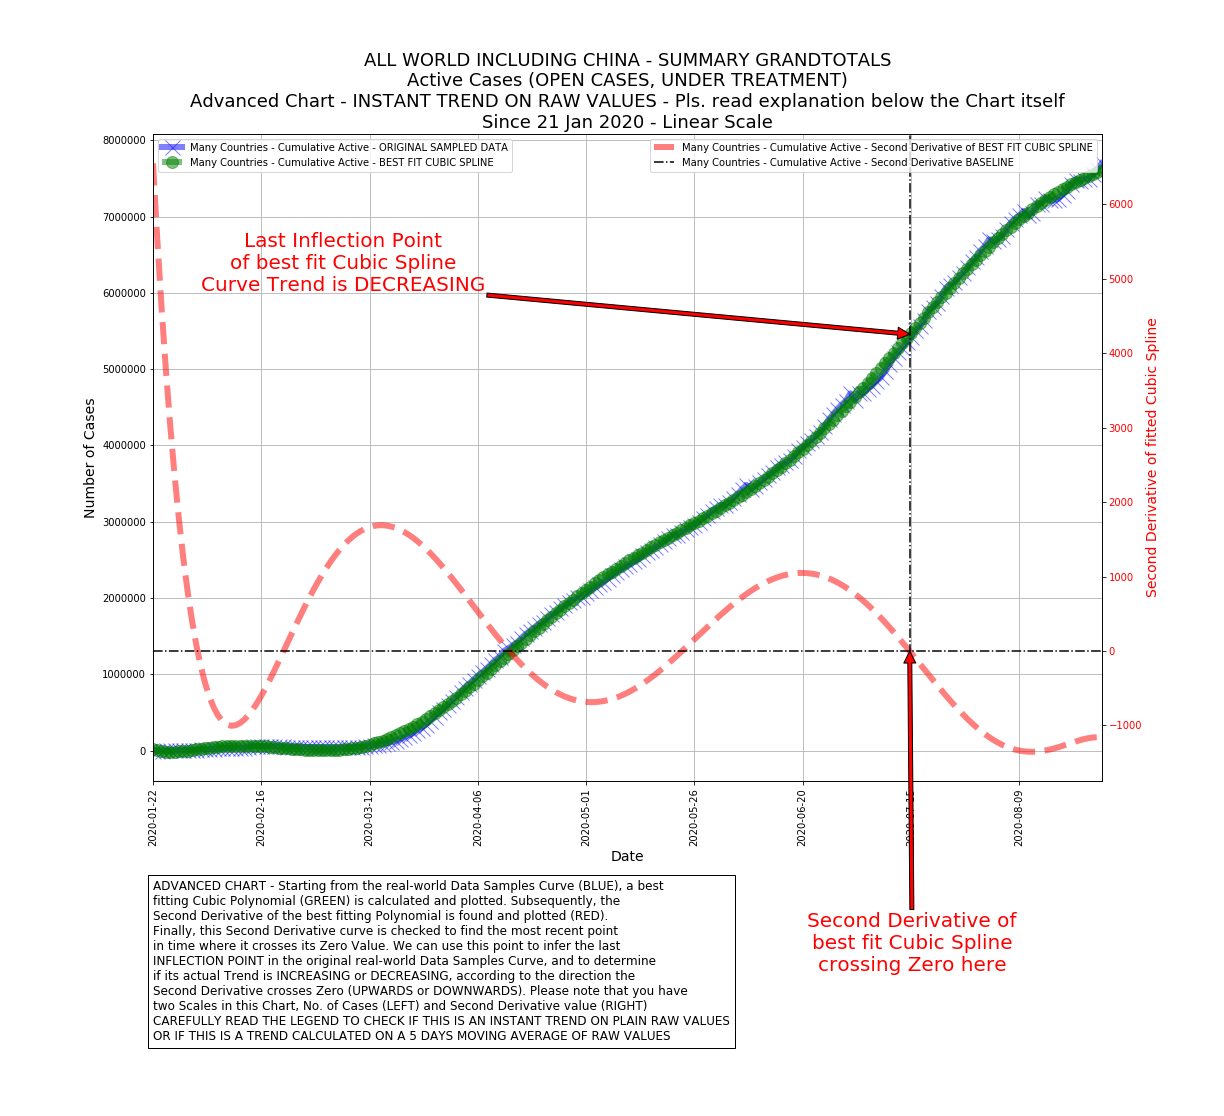 ALL WORLD INCLUDING CHINA - SUMMARY GRANDTOTALS
Active Cases (OPEN CASES, UNDER TREATMENT)
Advanced Chart - INSTANT TREND ON RAW VALUES - Pls. read explanation below the Chart itself
Since 21 Jan 2020 - Linear Scale
Many Countries - Cumulative Active - ORIGINAL SAMPLED DATA
Many Countries - Cumulative Active - BEST FIT CUBIC SPLINE
Many Countries - Cumulative Active - Second Derivative of BEST FIT CUBIC SPLINE
Many Countries - Cumulative Active - Second Derivative BASELINE
Last Inflection Point
of best fit Cubic Spline
Curve Trend is DECREASING
Number of Cases
8000000
7000000
6000000
5000000
4000000
3000000
2000000
1000000
0
6000
5000
4000
3000
2000
1000
0
−1000
Second Derivative of fitted Cubic Spline
2020-01-22
2020-02-16
2020-03-12
2020-04-06
2020-05-01
2020-05-26
2020-06-20
2020-07-15
2020-08-09
Date
Second Derivative of
best fit Cubic Spline
crossing Zero here
ADVANCED CHART - Starting from the real-world Data Samples Curve (BLUE), a best
fitting Cubic Polynomial (GREEN) is calculated and plotted. Subsequently, the
Second Derivative of the best fitting Polynomial is found and plotted (RED).
Finally, this Second Derivative curve is checked to find the most recent point
in time where it crosses its Zero Value. We can use this point to infer the last
INFLECTION POINT in the original real-world Data Samples Curve, and to determine
if its actual Trend is INCREASING or DECREASING, according to the direction the
Second Derivative crosses Zero (UPWARDS or DOWNWARDS). Please note that you have
two Scales in this Chart, No. of Cases (LEFT) and Second Derivative value (RIGHT)
CAREFULLY READ THE LEGEND TO CHECK IF THIS IS AN INSTANT TREND ON PLAIN RAW VALUES
OR IF THIS IS A TREND CALCULATED ON A 5 DAYS MOVING AVERAGE OF RAW VALUES